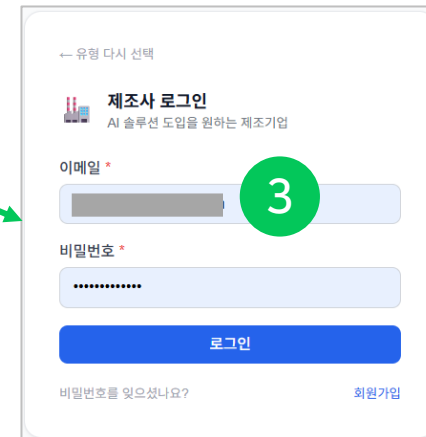 ← 유형 다시 선택
제조사 로그인
AI 솔루션 도입을 원하는 제조기업
이메일 *
3
비밀번호 *
•••••••••••••
로그인
비밀번호를 잊으셨나요? 회원가입